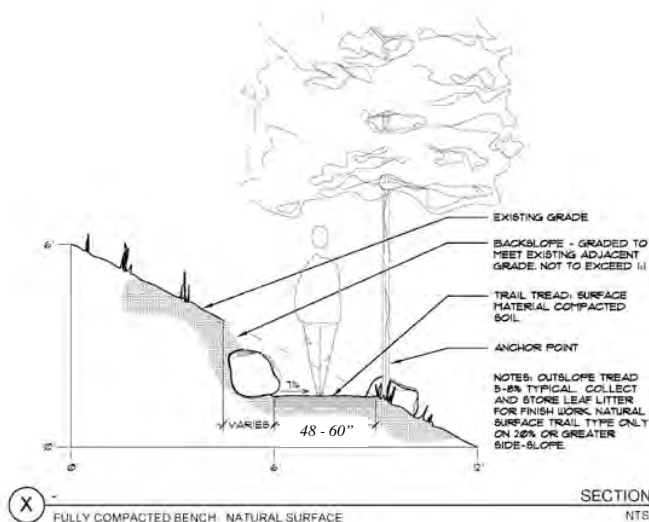 EXISTING GRADE
BACKSLOPE - GRADED TO
MEET EXISTING ADJACENT
GRADE. NOT TO EXCEED 1:1
TRAIL TREAD: SURFACE
MATERIAL COMPACTED
SOIL
ANCHOR POINT
NOTES: OUTSLOPE TREAD
5-8% TYPICAL. COLLECT
AND STORE LEAF LITTER
FOR FINISH WORK. NATURAL
SURFACE TRAIL TYPE ONLY
ON 20% OR GREATER
SIDE-SLOPE
6'
7%
VARIES
48 - 60"
0'
0'
6'
12'
X
SECTION
FULLY COMPACTED BENCH: NATURAL SURFACE
NTS